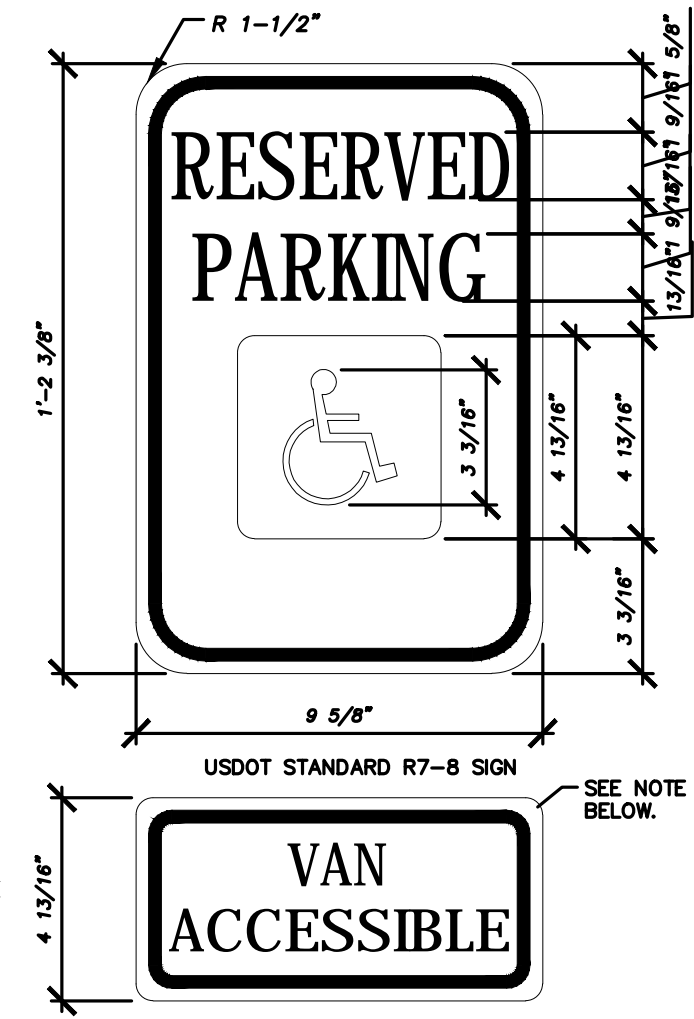 R 1-1/2"
RESERVED
PARKING
1 5/8"
1 9/16"
13/16"
1'-2 3/8"
3 3/16"
4 13/16"
4 13/16"
3 3/16"
9 5/8"
USDOT STANDARD R7-8 SIGN
SEE NOTE
BELOW.
4 13/16"
VAN
ACCESSIBLE